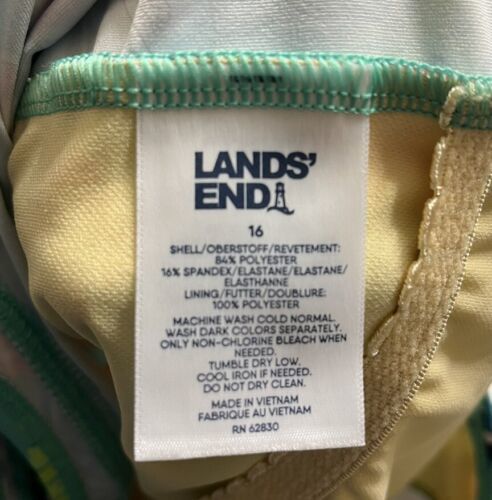 LANDS'
END
16
SHELL/OBERSTOFF/REVETEMENT:
84% POLYESTER
16% SPANDEX/ELASTANE/ELASTANE/
ELASTHANNE
LINING/FUTTER/DOUBLURE:
100% POLYESTER
MACHINE WASH COLD NORMAL.
WASH DARK COLORS SEPARATELY.
ONLY NON-CHLORINE BLEACH WHEN
NEEDED.
TUMBLE DRY LOW.
COOL IRON IF NEEDED.
DO NOT DRY CLEAN.
MADE IN VIETNAM
FABRIQUE AU VIETNAM
RN 62830